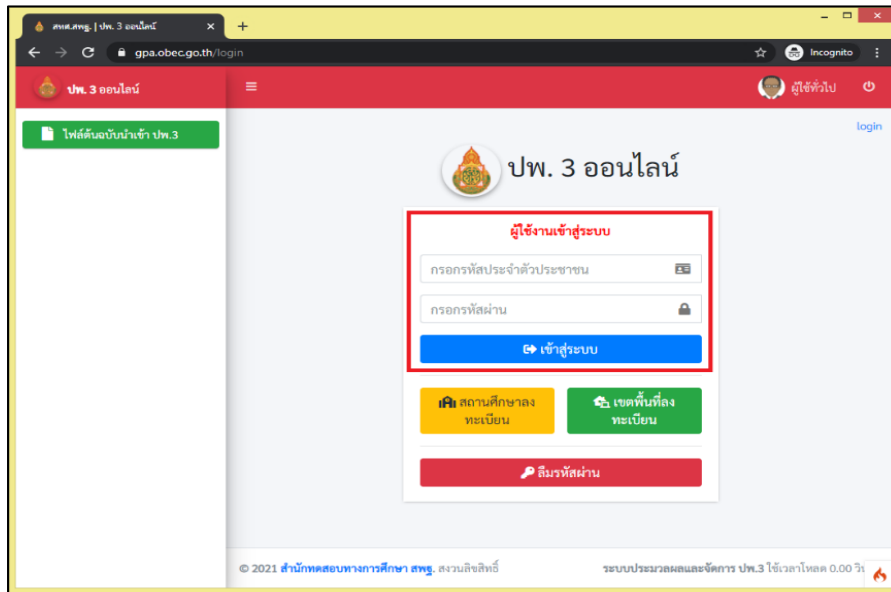 สทศ.สพฐ. | ปพ. 3 ออนไลน์
gpa.obec.go.th/login
Incognito
ปพ. 3 ออนไลน์
ผู้ใช้ทั่วไป
ไฟล์ต้นฉบับนำเข้า ปพ.3
login
ปพ. 3 ออนไลน์
ผู้ใช้งานเข้าสู่ระบบ
กรอกรหัสประจำตัวประชาชน
กรอกรหัสผ่าน
เข้าสู่ระบบ
สถานศึกษาลง
ทะเบียน
เขตพื้นที่ลง
ทะเบียน
ลืมรหัสผ่าน
© 2021 สำนักทดสอบทางการศึกษา สพฐ. สงวนลิขสิทธิ์
ระบบประมวลผลและจัดการ ปพ.3 ใช้เวลาโหลด 0.00